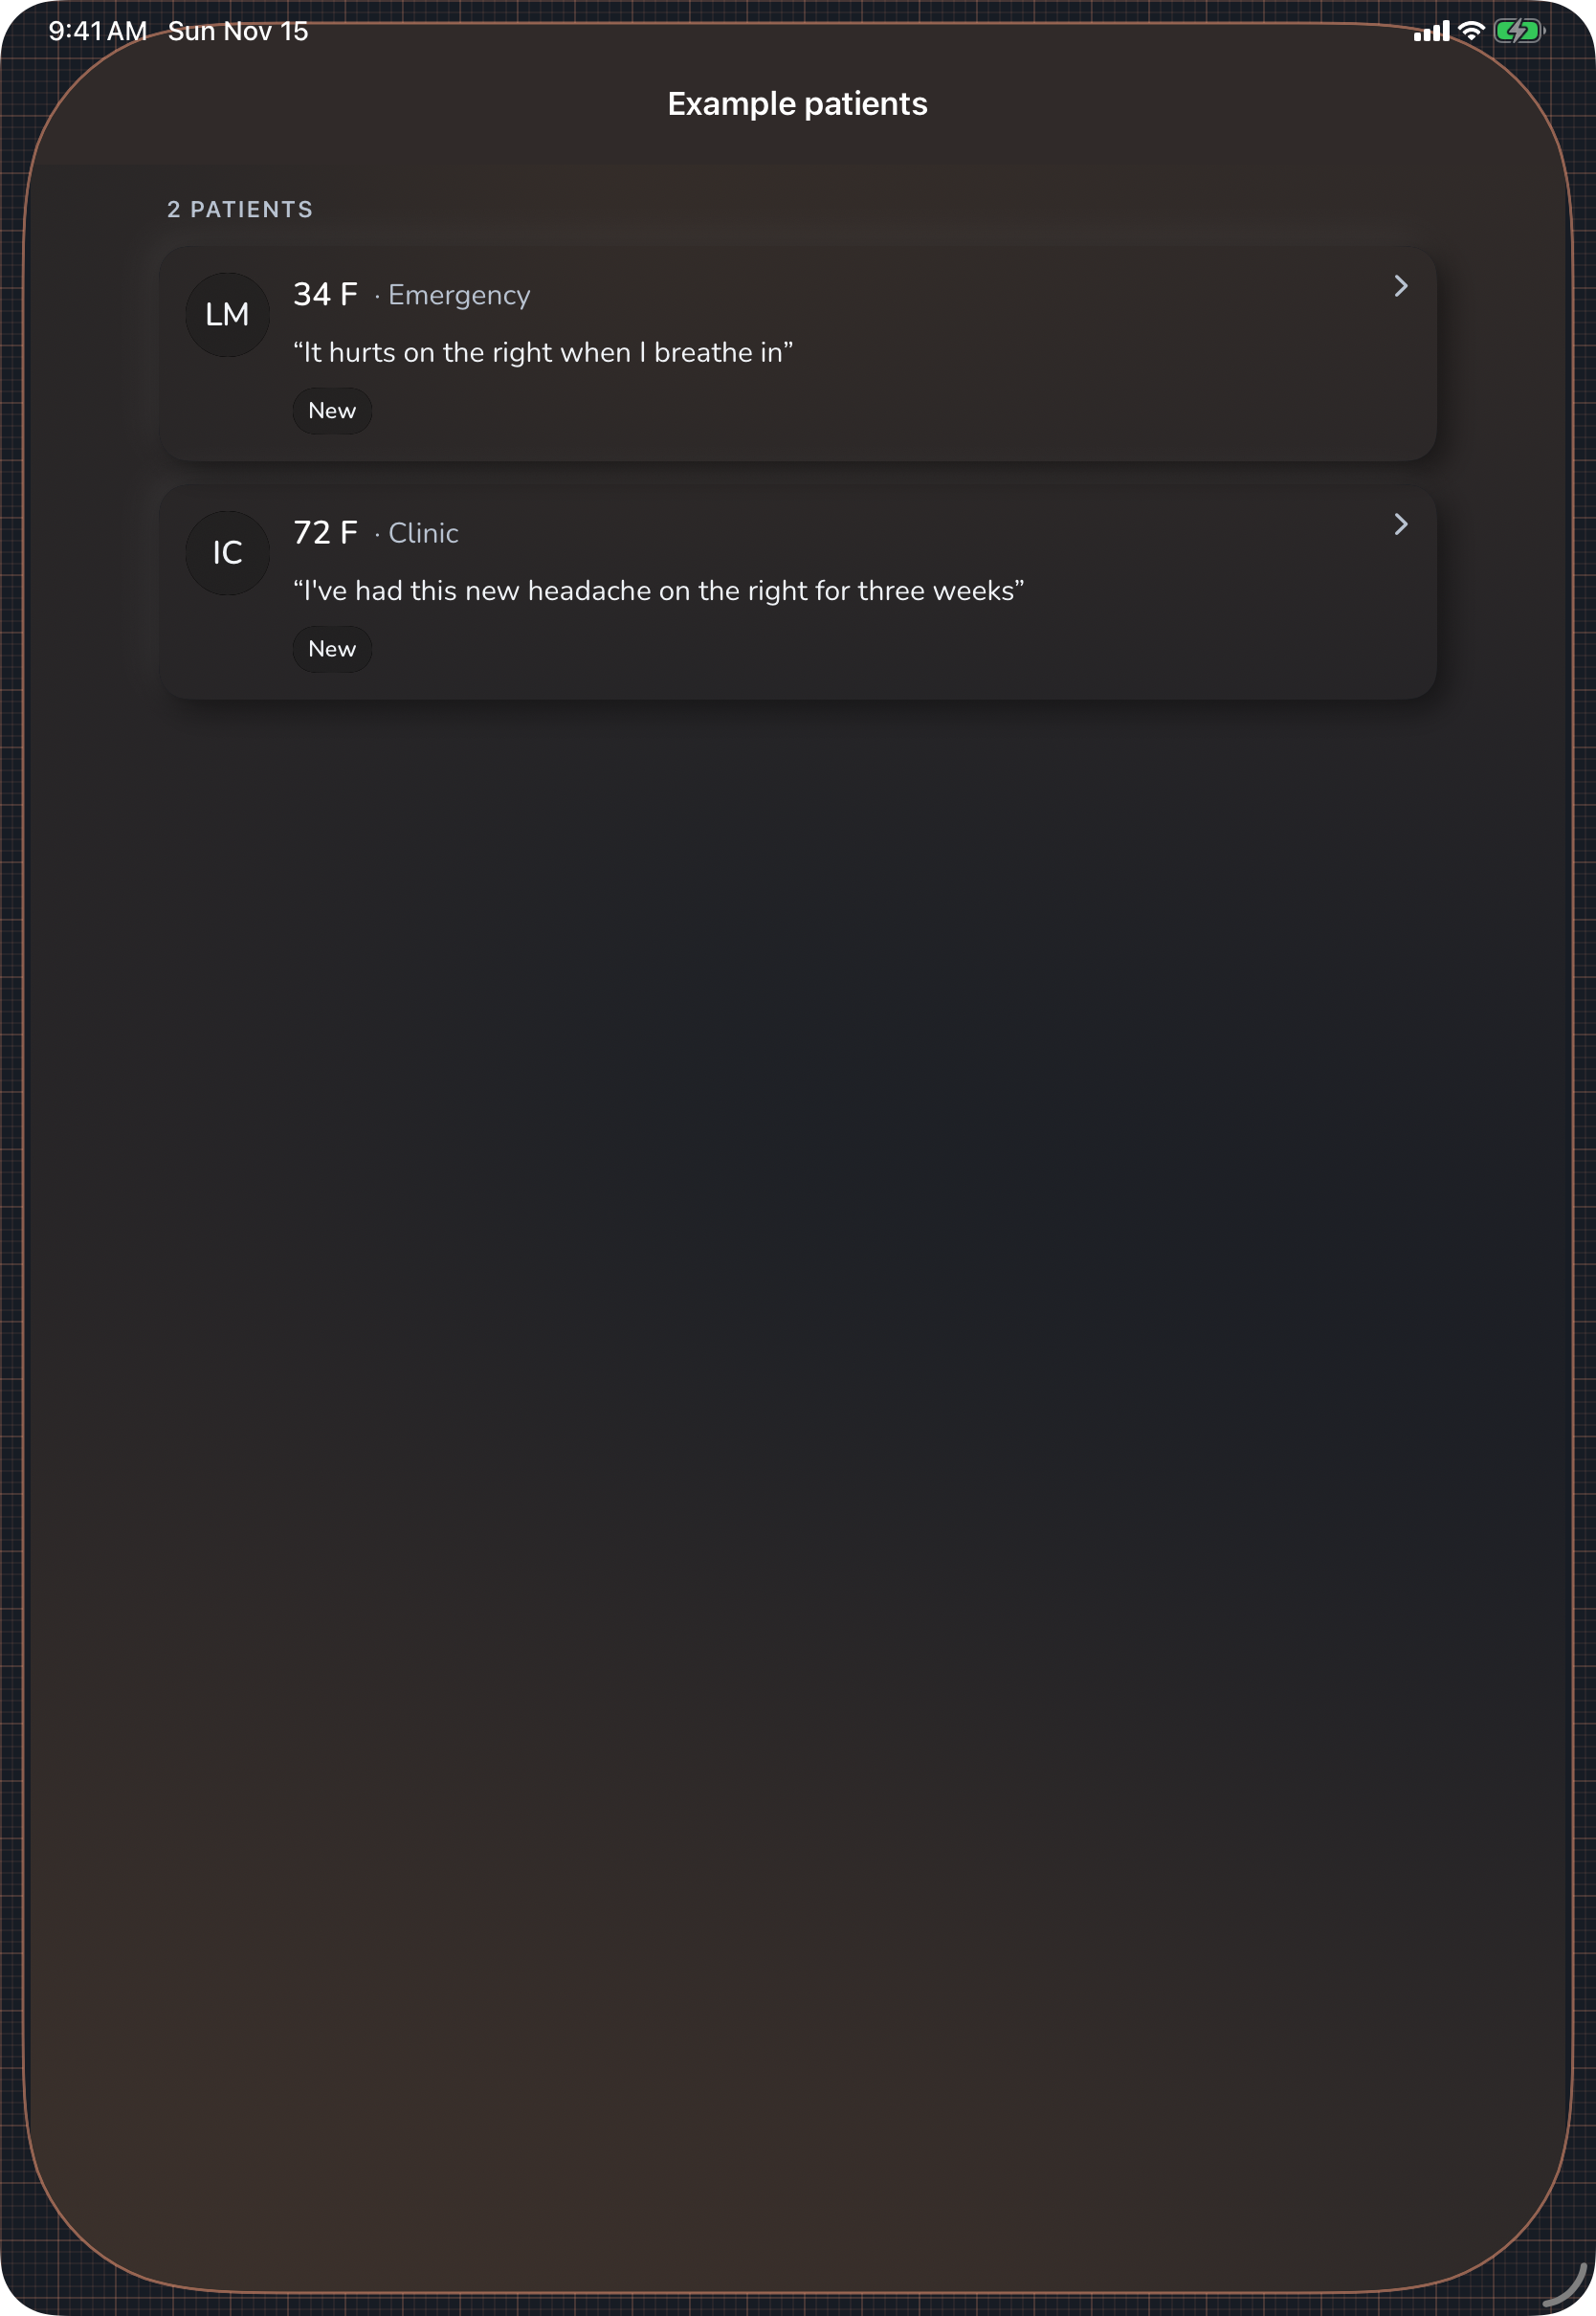 9:41 AM Sun Nov 15
Example patients
2 PATIENTS
LM
34 F · Emergency
“It hurts on the right when I breathe in”
New
IC
72 F · Clinic
“I've had this new headache on the right for three weeks”
New